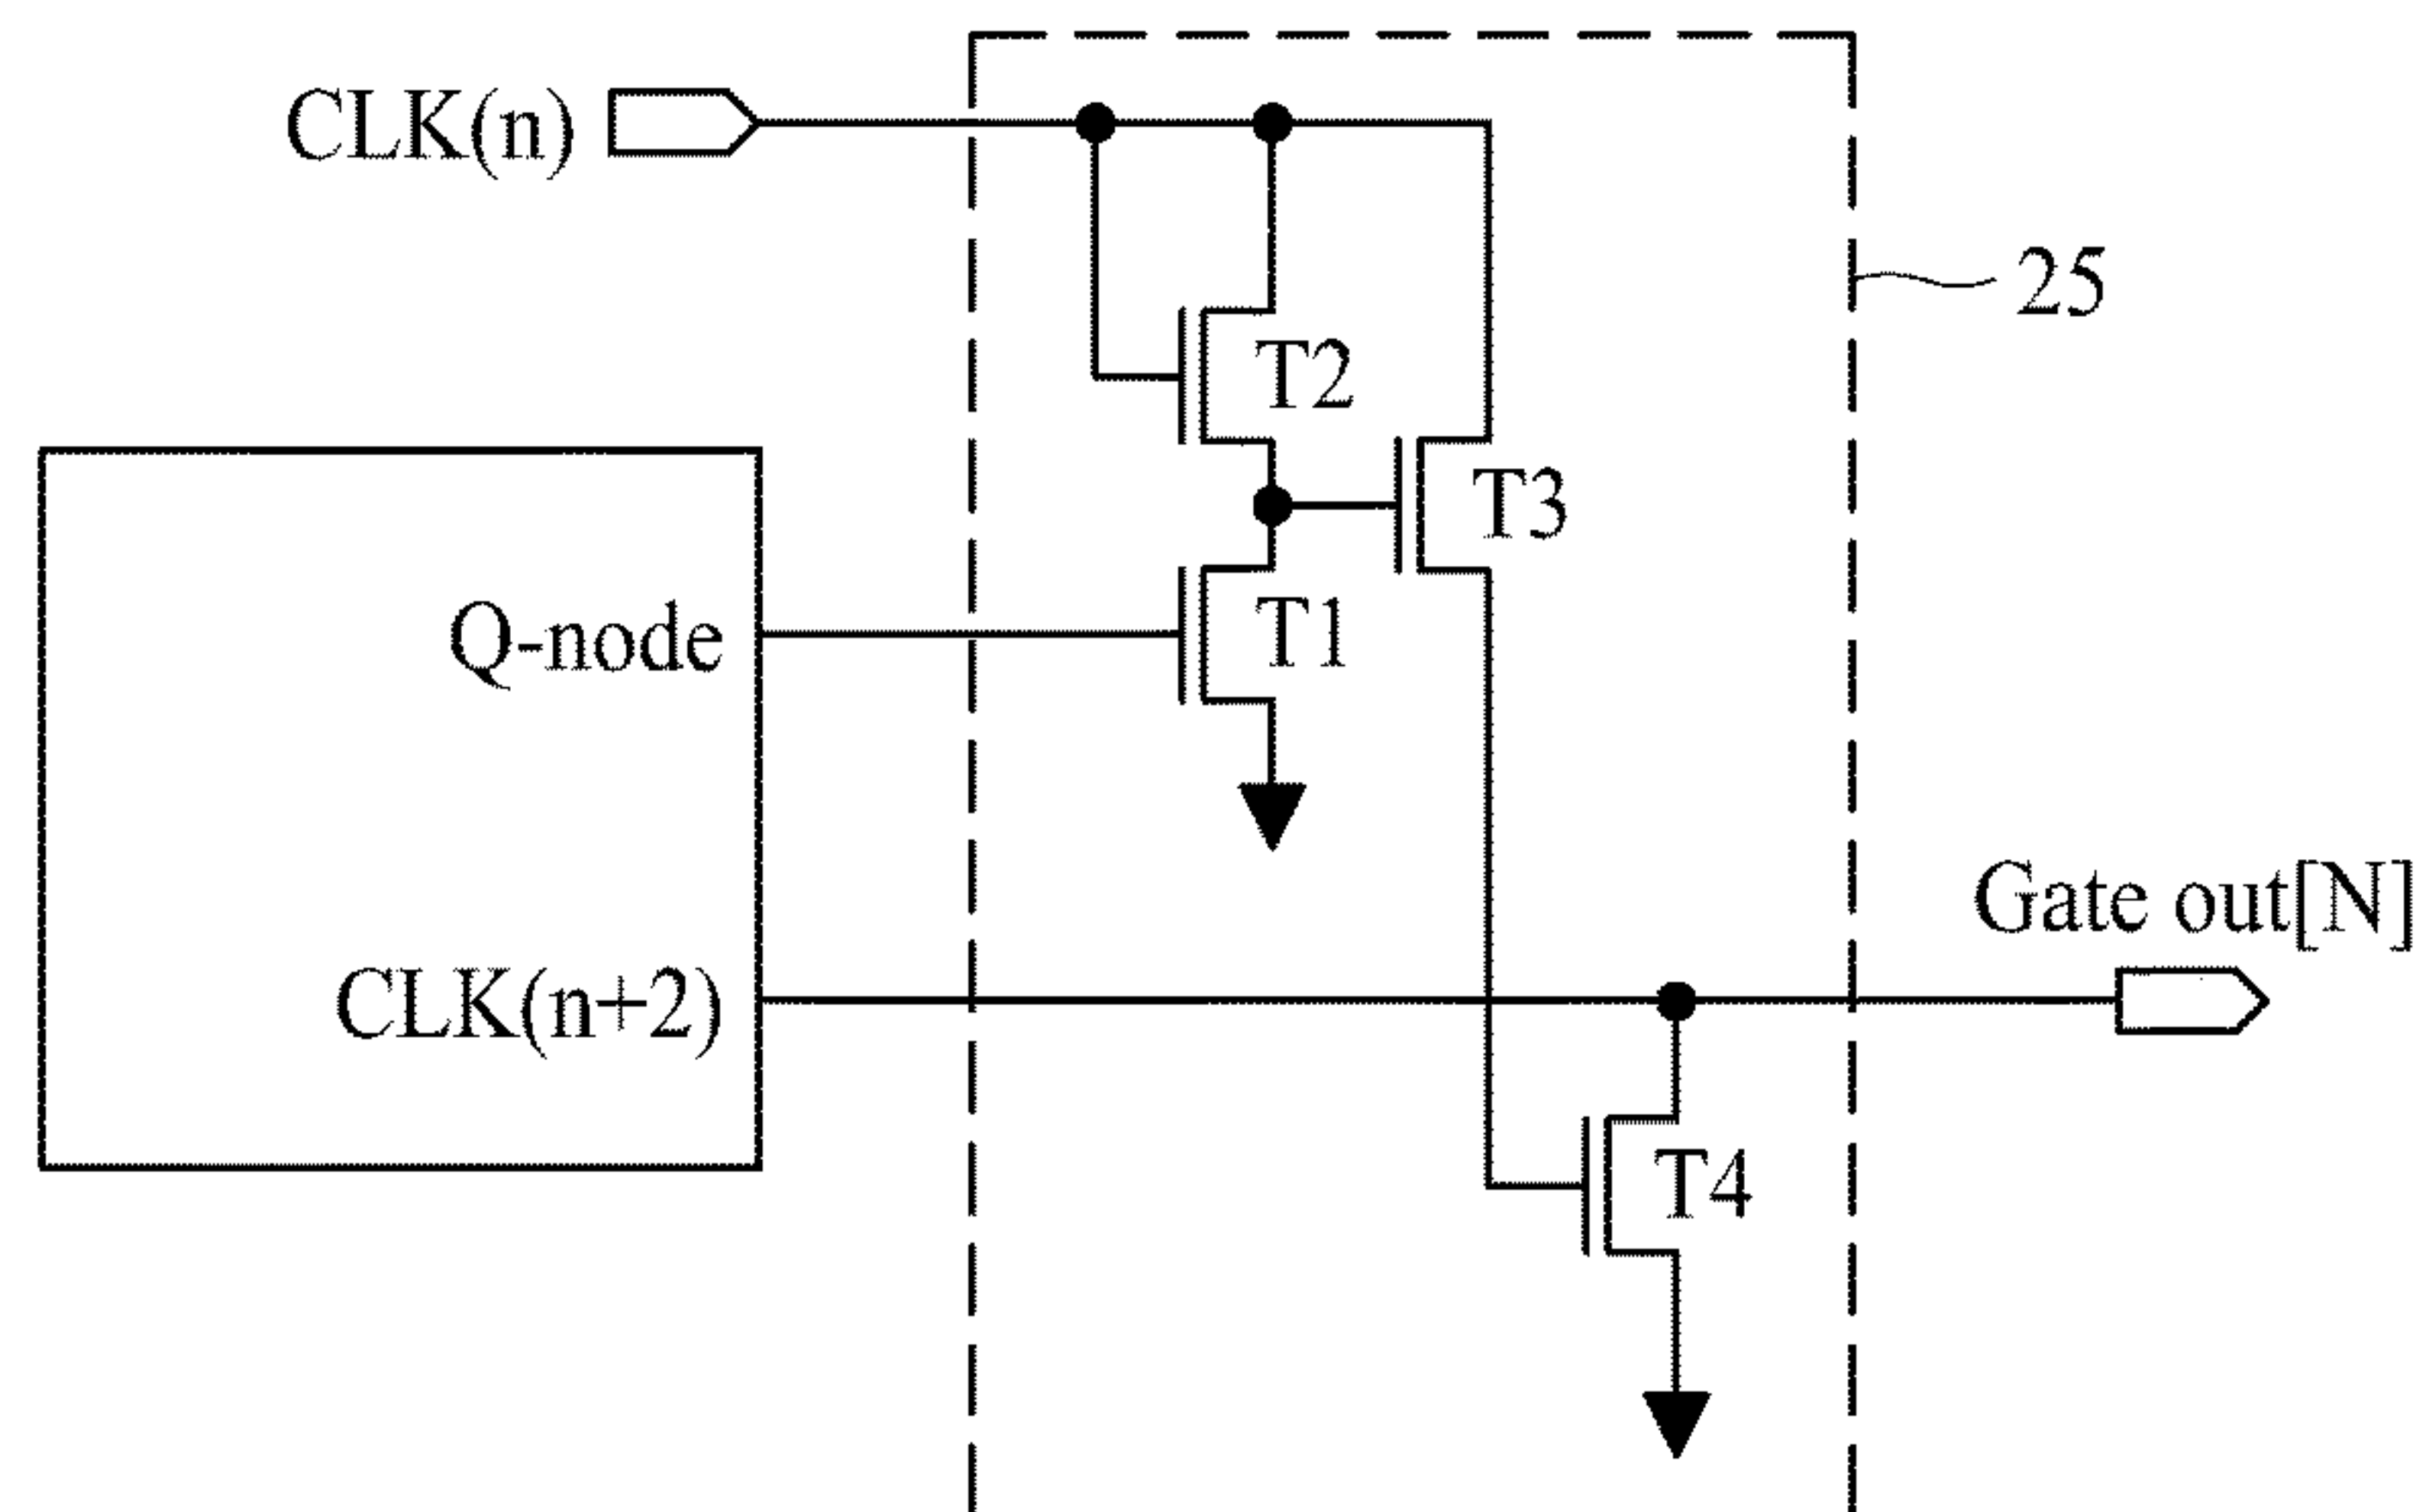 CLK(n)
25
T2
T3
Q-node
T1
Gate out[N]
CLK(n+2)
T4